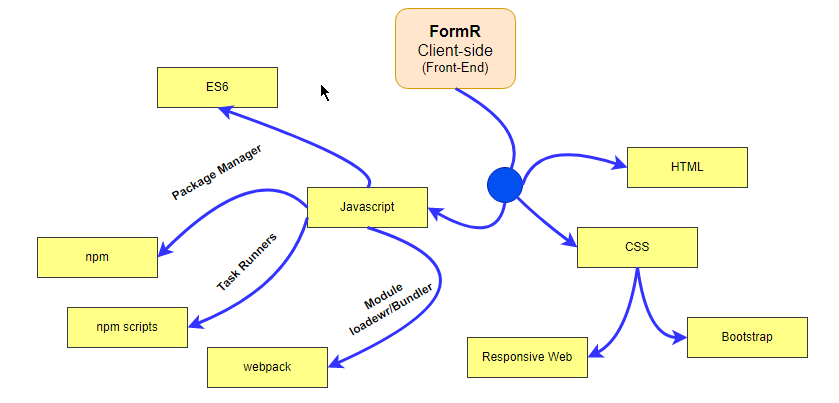 FormR
Client-side
(Front-End)
ES6
Package Manager
HTML
Javascript
CSS
npm
Task Runners
Module
loadewr/Bundler
npm scripts
Bootstrap
Responsive Web
webpack